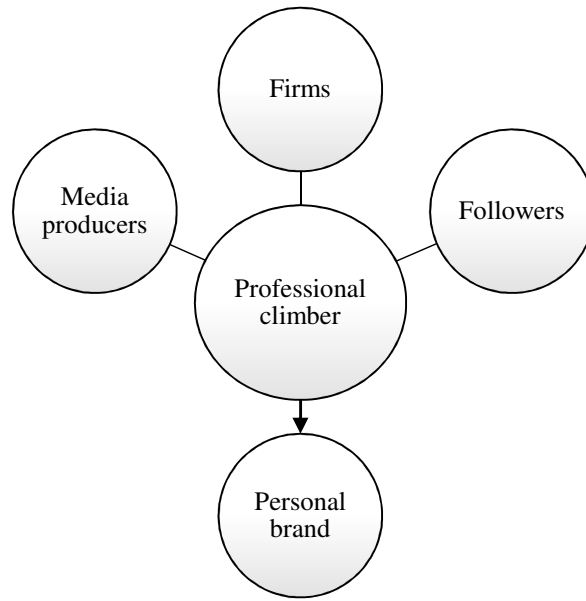 Firms
Media
producers
Followers
Professional
climber
Personal
brand